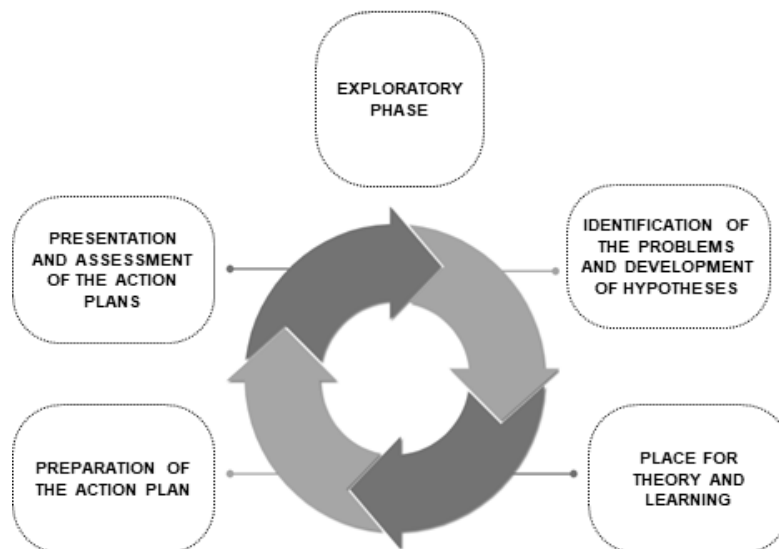 EXPLORATORY
PHASE
PRESENTATION
AND ASSESSMENT
OF THE ACTION
PLANS
IDENTIFICATION OF
THE PROBLEMS
AND DEVELOPMENT
OF HYPOTHESES
PREPARATION OF
THE ACTION PLAN
PLACE FOR
THEORY AND
LEARNING